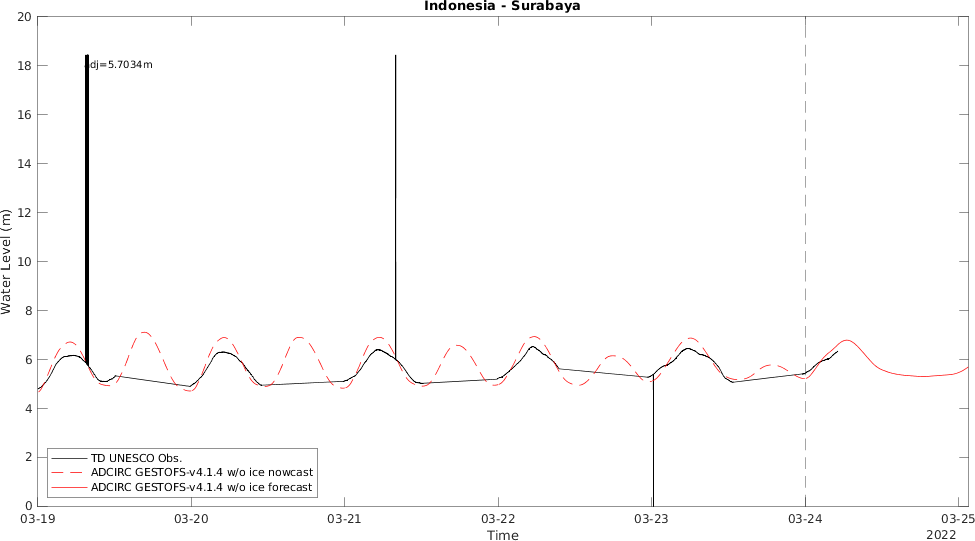 Indonesia - Surabaya
20
18
16
14
12
10
8
6
4
2
0
Water Level (m)
adj=5.7034m
TD UNESCO Obs.
ADCIRC GESTOFS-v4.1.4 w/o ice nowcast
ADCIRC GESTOFS-v4.1.4 w/o ice forecast
03-19
03-20
03-21
03-22
03-23
03-24
03-25
Time
2022